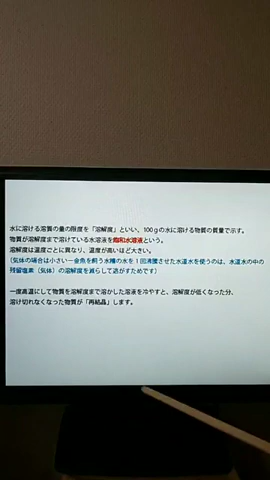 水に溶ける溶質の量の限度を「溶解度」といい、100gの水に溶ける物質の質量で示す。
物質が溶解度まで溶けている水溶液を飽和水溶液という。
溶解度は温度ごとに異なり、温度が高いほど大きい。
(気体の場合は小さい―金魚を飼う水槽の水を1回沸騰させた水道水を使うのは、水道水の中の
残留塩素(気体)の溶解度を減らして逃がすためです)
一度高温にして物質を溶解度まで溶かした溶液を冷やすと、溶解度が低くなった分、
溶け切れなくなった物質が「再結晶」します。